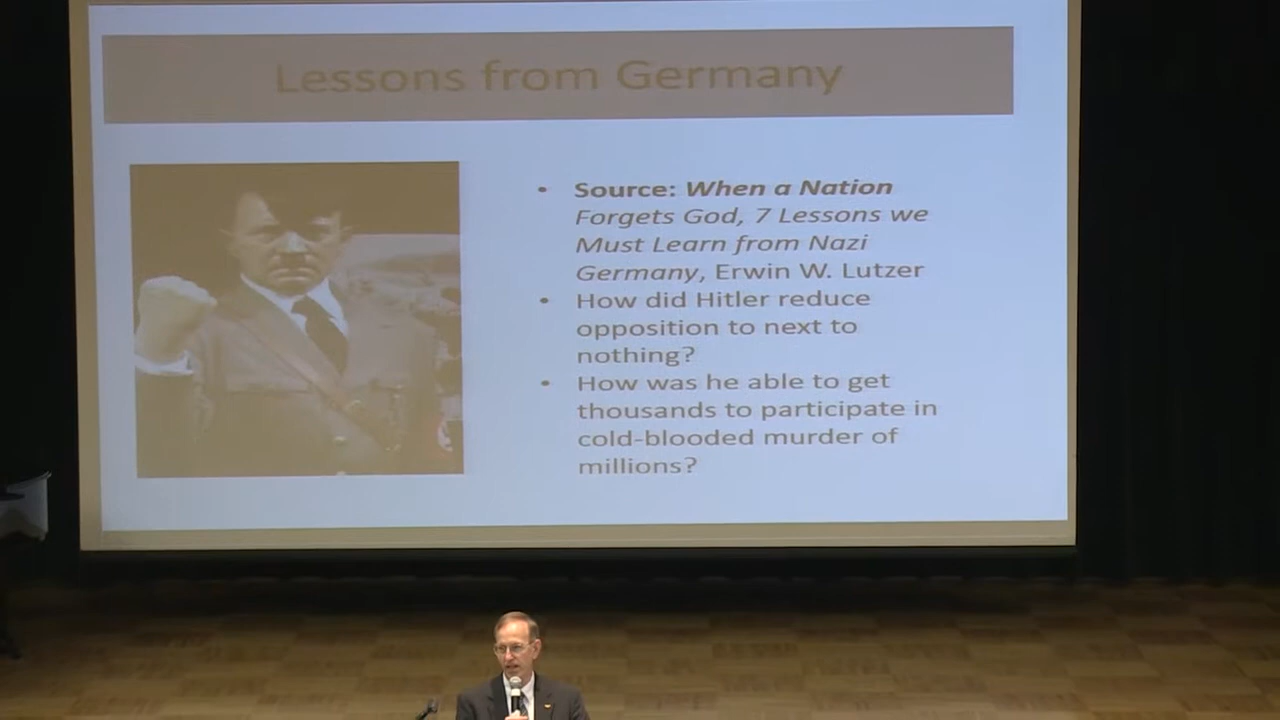 Lessons from Germany
• Source: When a Nation
Forgets God, 7 Lessons we
Must Learn from Nazi
Germany, Erwin W. Lutzer
• How did Hitler reduce
opposition to next to
nothing?
• How was he able to get
thousands to participate in
cold-blooded murder of
millions?